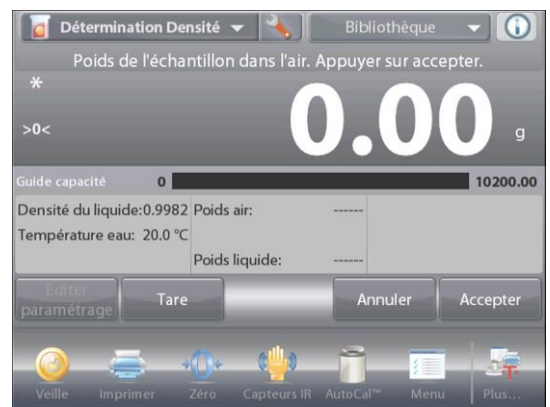 Détermination Densité
Bibliothèque
Poids de l'échantillon dans l'air. Appuyer sur accepter.
*
>0<
0.00 g
Guide capacité 0 10200.00
Densité du liquide:0.9982 Poids air: ------
Température eau: 20.0 °C
Poids liquide: ------
Editer
paramétrage
Tare
Annuler
Accepter
Veille
Imprimer
Zéro
Capteurs IR
AutoCal™
Menu
Plus...